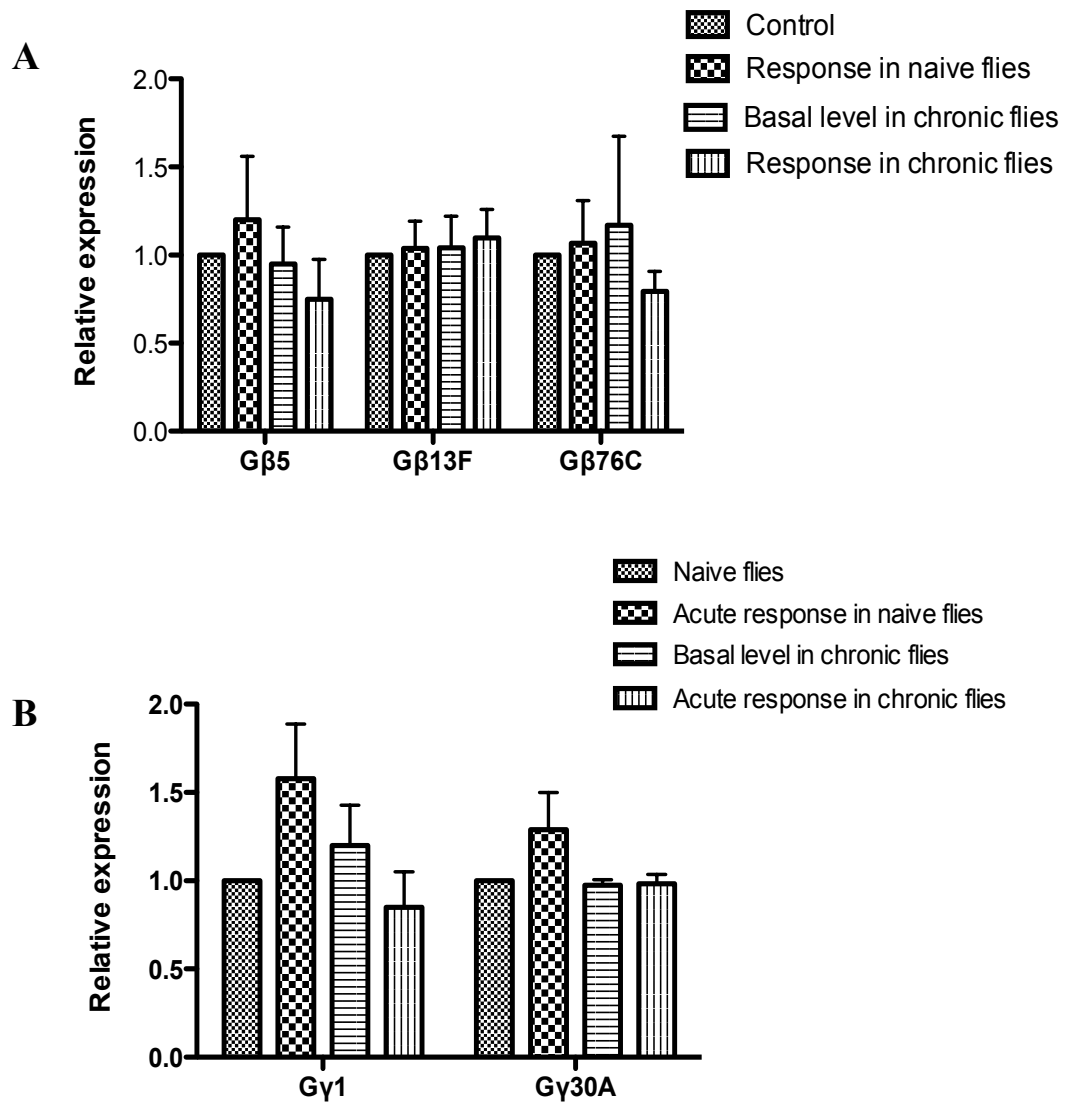 A
Control
Response in naive flies
Basal level in chronic flies
Response in chronic flies
Relative expression
2.0
1.5
1.0
0.5
0.0
Gβ5 Gβ13F Gβ76C
Naive flies
Acute response in naive flies
Basal level in chronic flies
Acute response in chronic flies
B
Relative expression
2.0
1.5
1.0
0.5
0.0
Gγ1 Gγ30A